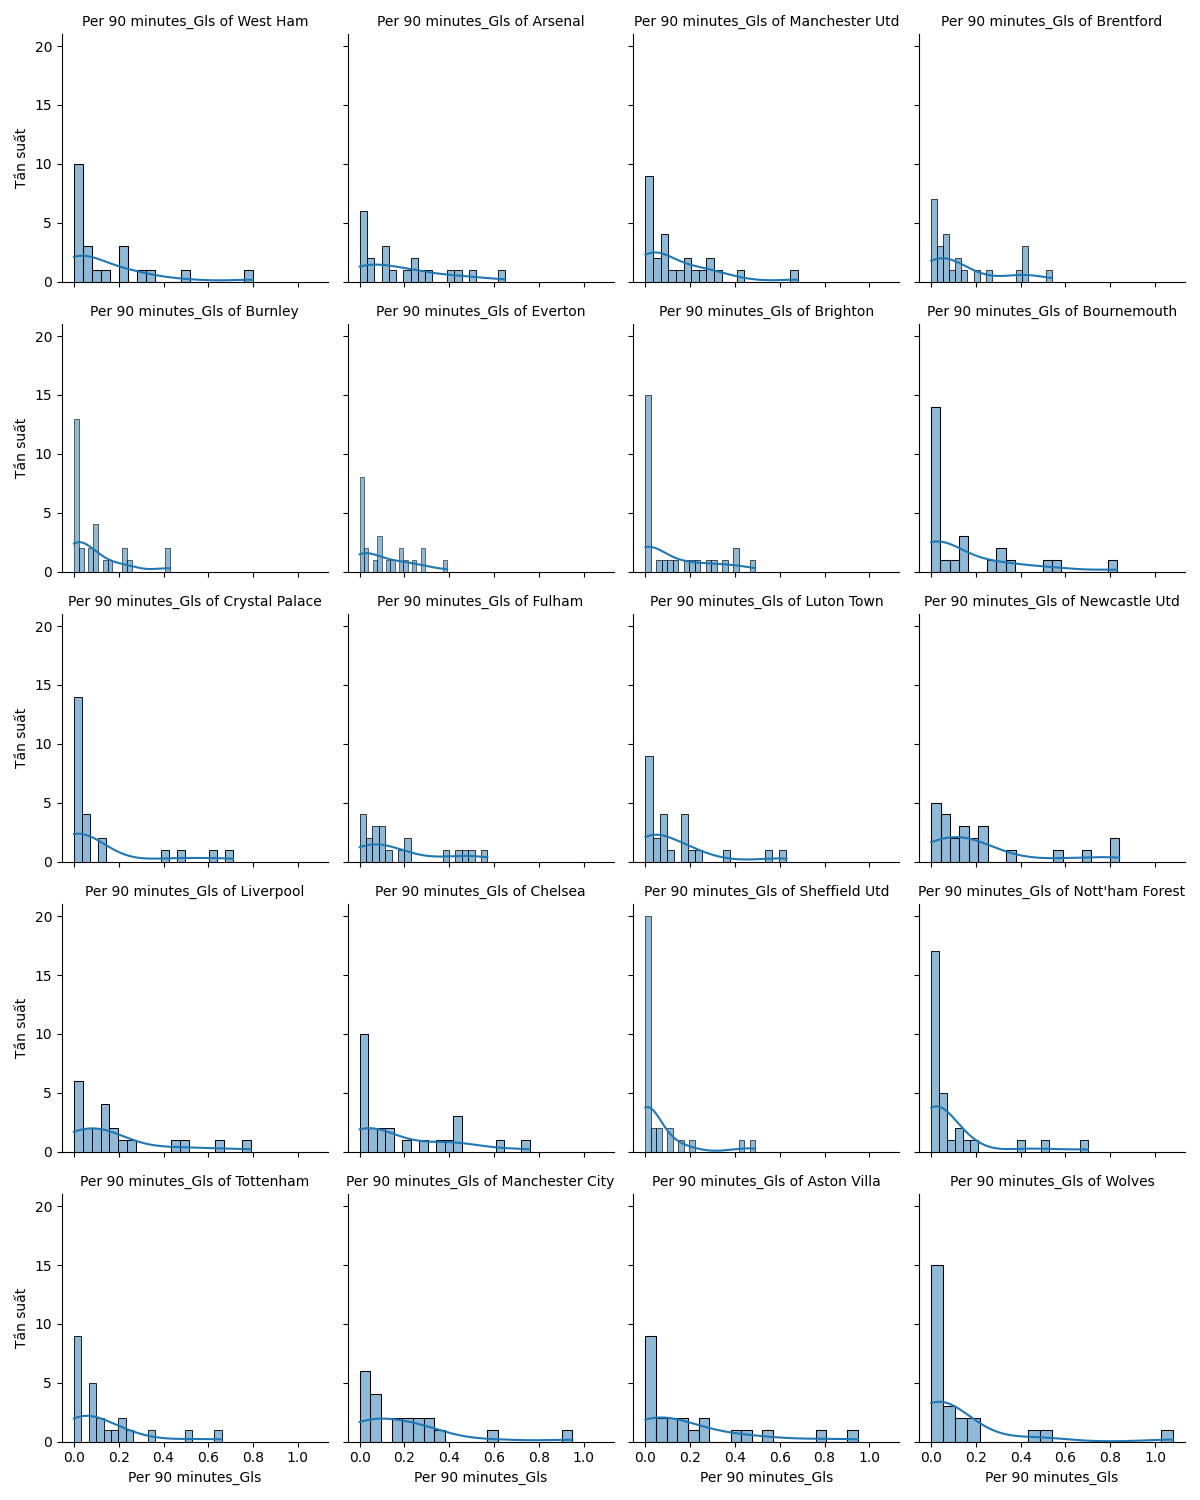 Per 90 minutes_Gls of West Ham
Per 90 minutes_Gls of Arsenal
Per 90 minutes_Gls of Manchester Utd
Per 90 minutes_Gls of Brentford
20
15
10
5
0
Tần suất
Per 90 minutes_Gls of Burnley
Per 90 minutes_Gls of Everton
Per 90 minutes_Gls of Brighton
Per 90 minutes_Gls of Bournemouth
20
15
10
5
0
Tần suất
Per 90 minutes_Gls of Crystal Palace
Per 90 minutes_Gls of Fulham
Per 90 minutes_Gls of Luton Town
Per 90 minutes_Gls of Newcastle Utd
20
15
10
5
0
Tần suất
Per 90 minutes_Gls of Liverpool
Per 90 minutes_Gls of Chelsea
Per 90 minutes_Gls of Sheffield Utd
Per 90 minutes_Gls of Nott'ham Forest
20
15
10
5
0
Tần suất
Per 90 minutes_Gls of Tottenham
Per 90 minutes_Gls of Manchester City
Per 90 minutes_Gls of Aston Villa
Per 90 minutes_Gls of Wolves
20
15
10
5
0
Tần suất
0.0 0.2 0.4 0.6 0.8 1.0
0.0 0.2 0.4 0.6 0.8 1.0
0.0 0.2 0.4 0.6 0.8 1.0
0.0 0.2 0.4 0.6 0.8 1.0
Per 90 minutes_Gls
Per 90 minutes_Gls
Per 90 minutes_Gls
Per 90 minutes_Gls